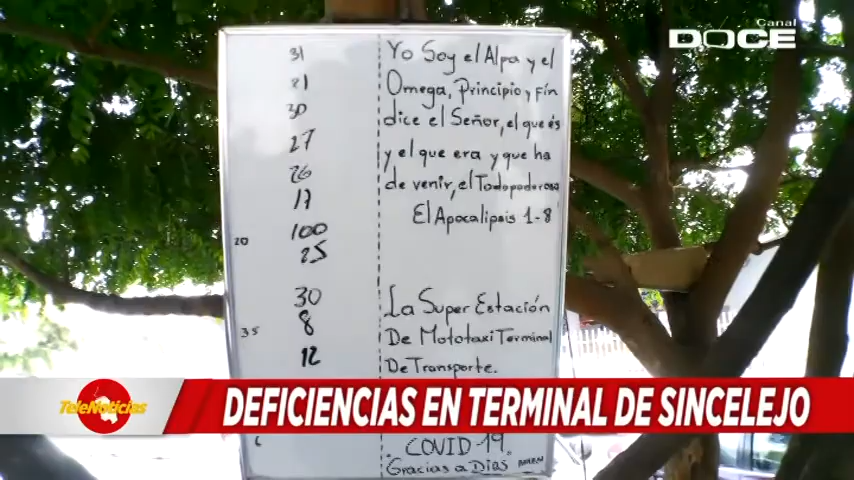 Canal
DOCE
31
21
30
27
26
17
100
20
25
30
8
35
12
6
Yo Soy el Alpa y el
Omega, Principio y Fín
dice el Señor, el que és
y el que era y que ha
de venir, el Todopoderoso
El Apocalipsis 1-8
La Super Estación
De Mototaxi Terminal
De Transporte.
COVID-19.
Gracias a Dios
TeleNoticias
DEFICIENCIAS EN TERMINAL DE SINCELEJO